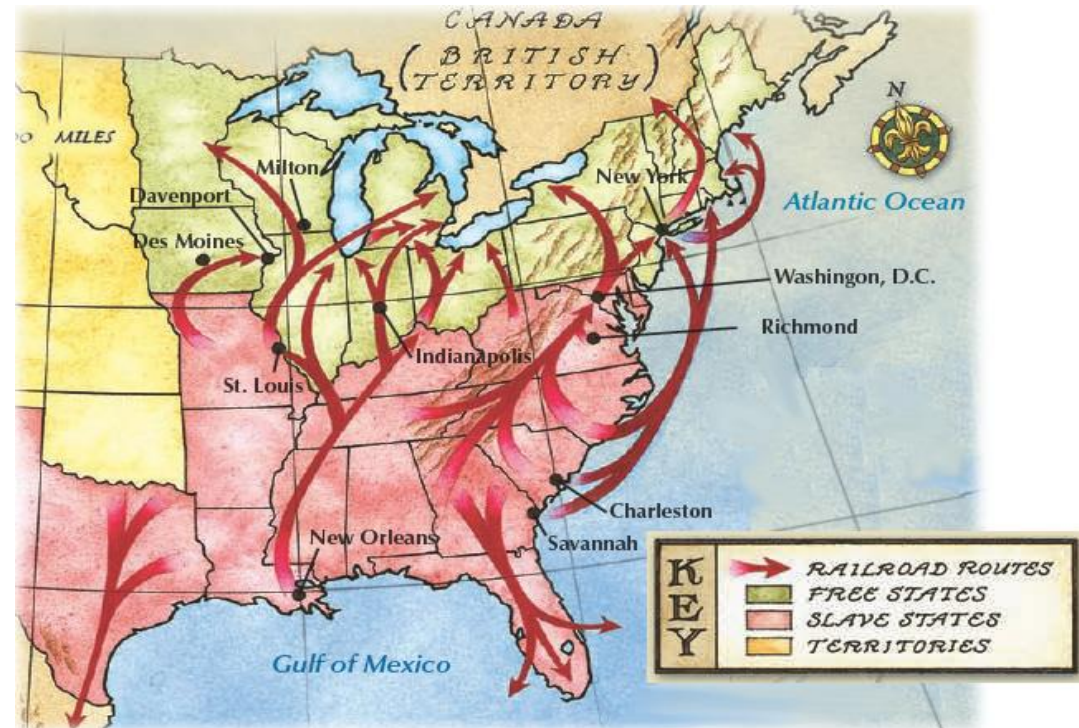 CANADA
(BRITISH
TERRITORY)
N
MILES
Milton
New York
Davenport
Atlantic Ocean
Des Moines
Washingon, D.C.
Richmond
Indianapolis
St. Louis
Charleston
New Orleans
Savannah
Gulf of Mexico
KEY
RAILROAD ROUTES
FREE STATES
SLAVE STATES
TERRITORIES